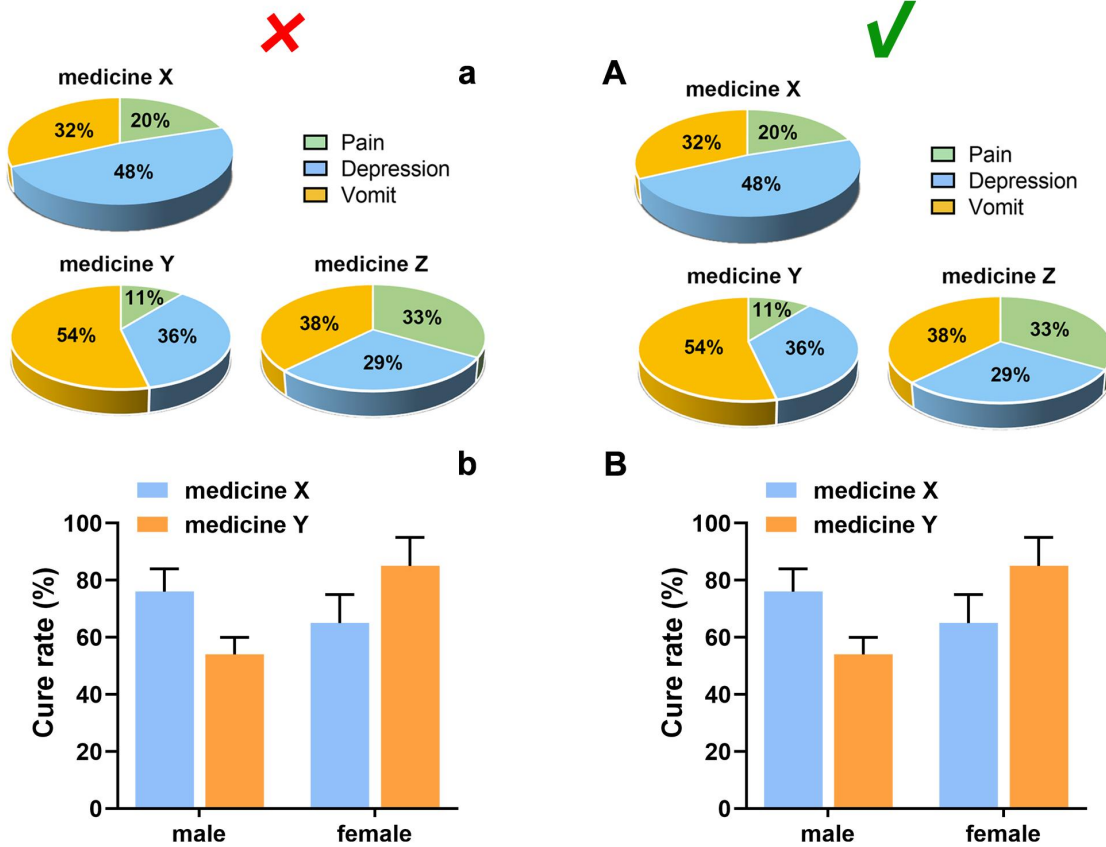 a
medicine X
32%
20%
48%
Pain
Depression
Vomit
medicine Y
11%
54%
36%
medicine Z
38%
33%
29%
b
medicine X
medicine Y
Cure rate (%)
100
80
60
40
20
0
male
female
A
medicine X
32%
20%
48%
Pain
Depression
Vomit
medicine Y
11%
54%
36%
medicine Z
38%
33%
29%
B
medicine X
medicine Y
Cure rate (%)
100
80
60
40
20
0
male
female